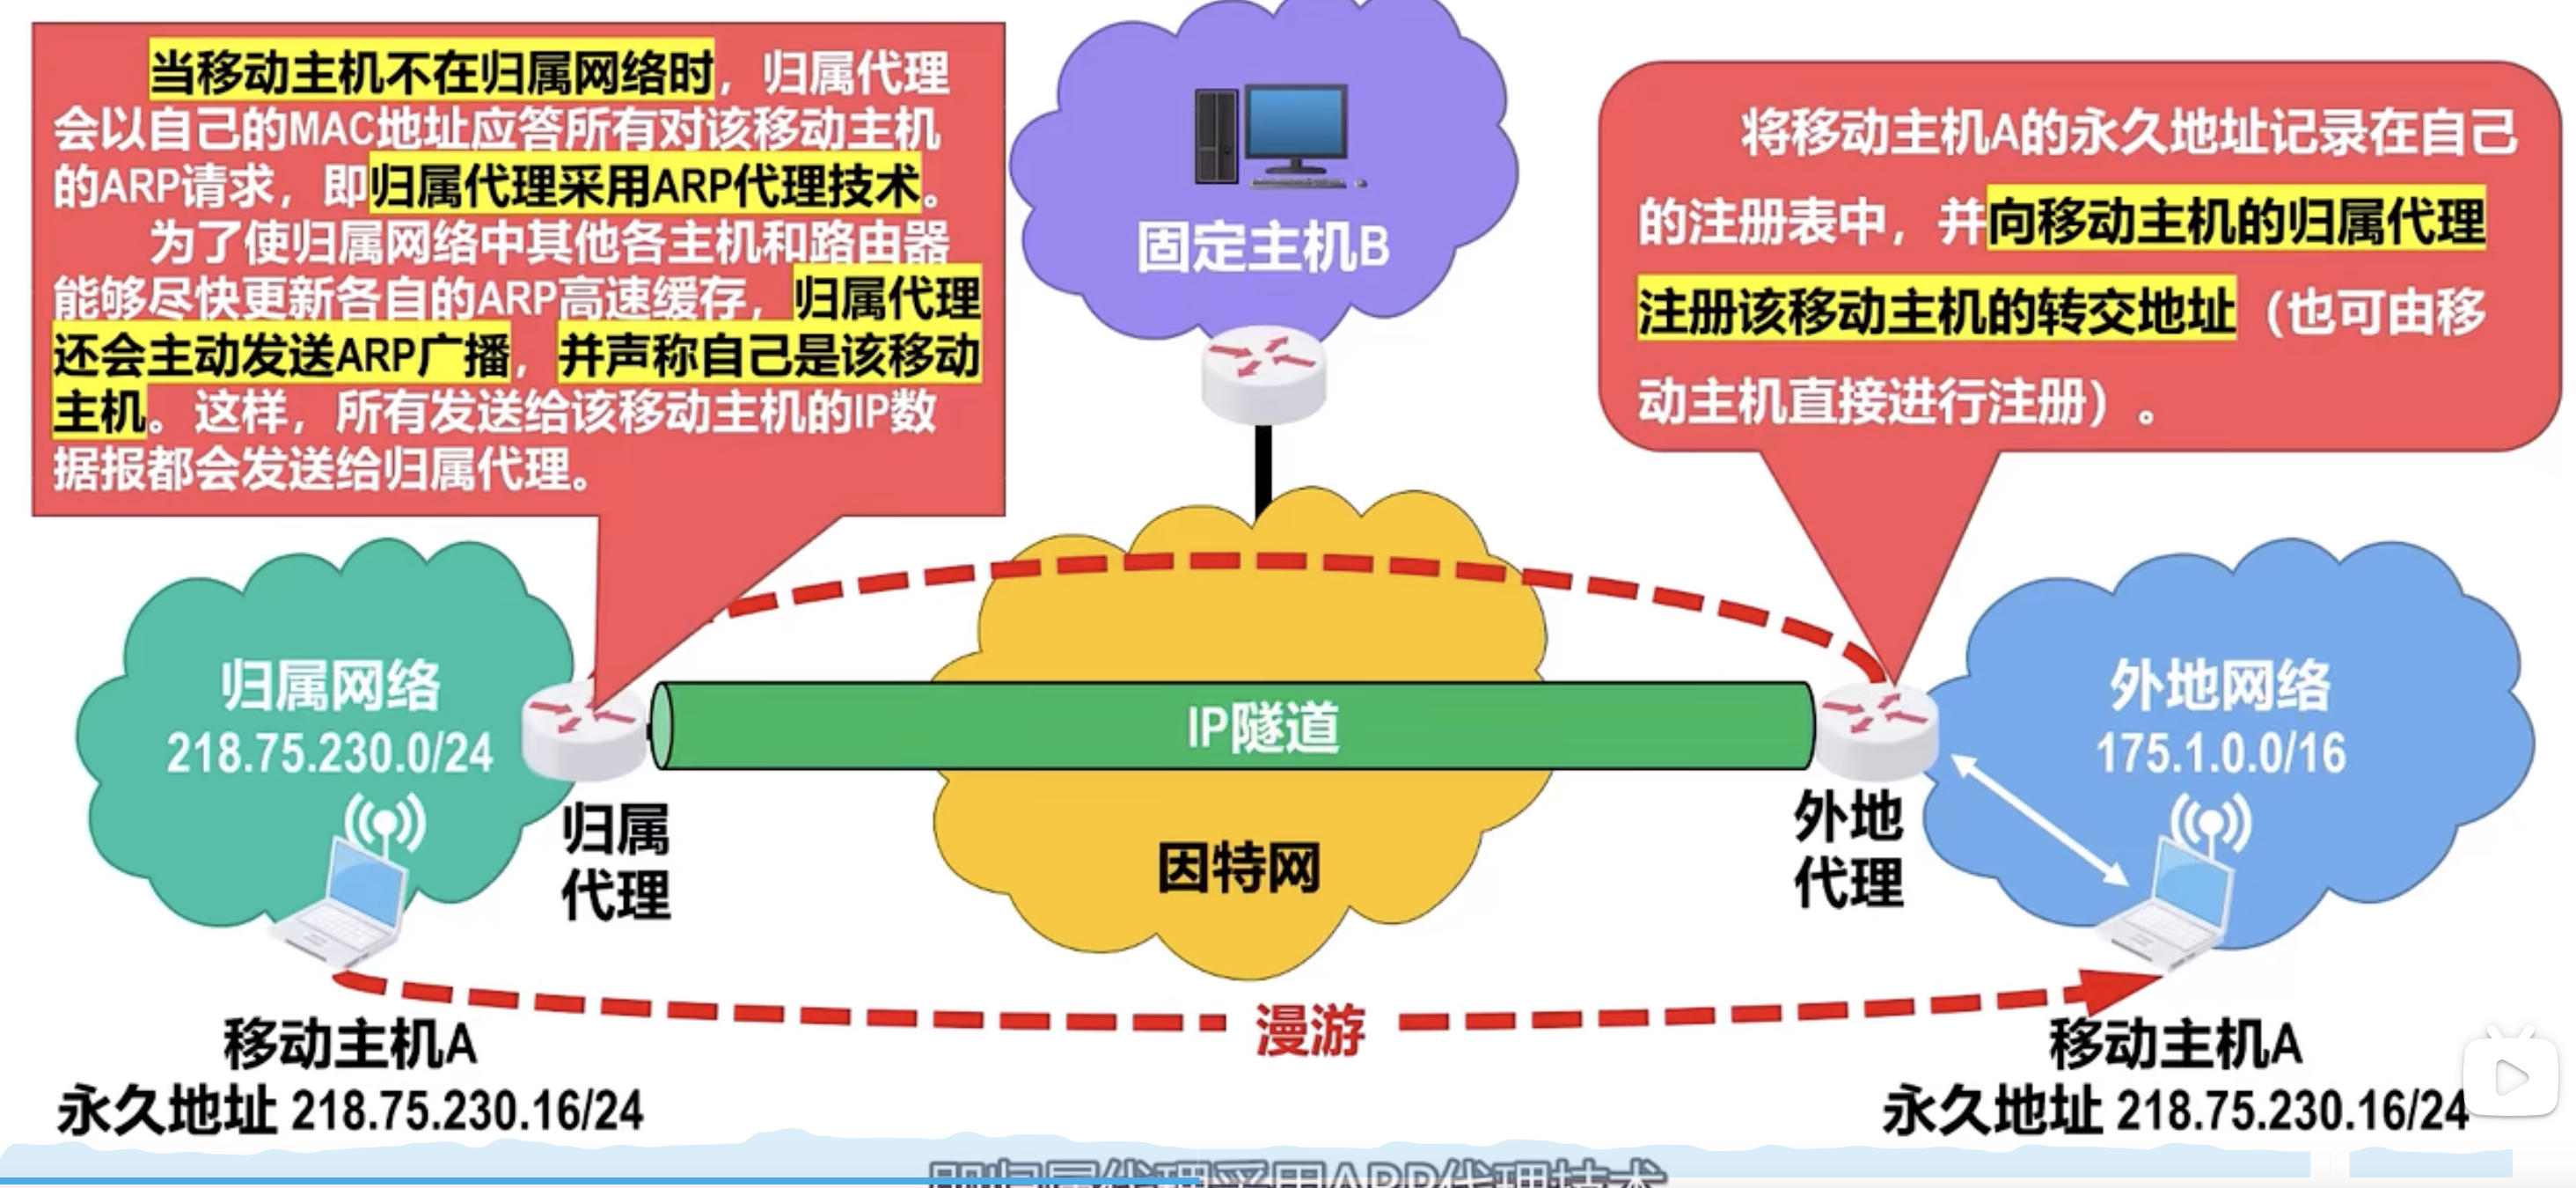 当移动主机不在归属网络时，归属代理
会以自己的MAC地址应答所有对该移动主机
的ARP请求，即归属代理采用ARP代理技术。
为了使归属网络中其他各主机和路由器
能够尽快更新各自的ARP高速缓存，归属代理
还会主动发送ARP广播，并声称自己是该移动
主机。这样，所有发送给该移动主机的IP数
据报都会发送给归属代理。
固定主机B
将移动主机A的永久地址记录在自己
的注册表中，并向移动主机的归属代理
注册该移动主机的转交地址（也可由移
动主机直接进行注册）。
归属网络
218.75.230.0/24
归属
代理
IP隧道
因特网
外地
代理
外地网络
175.1.0.0/16
漫游
移动主机A
永久地址 218.75.230.16/24
移动主机A
永久地址 218.75.230.16/24
即归属代理采用ARP代理技术